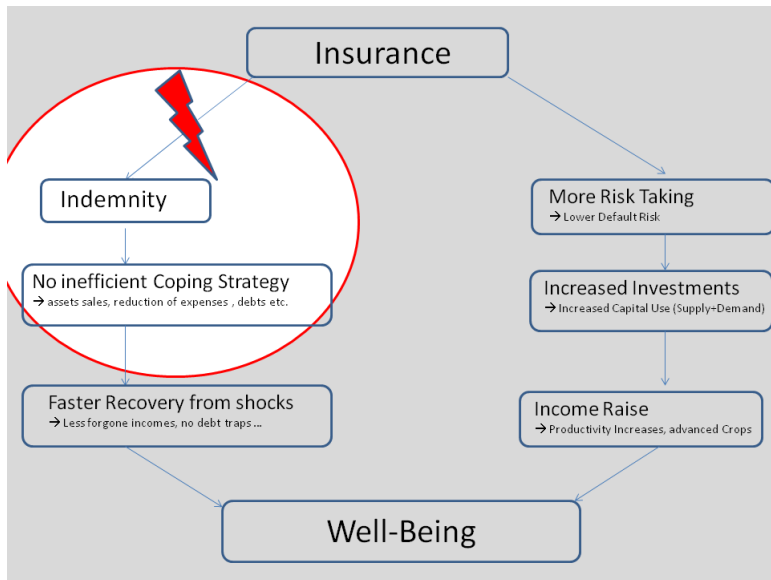 Insurance
Indemnity
No inefficient Coping Strategy
→ assets sales, reduction of expenses , debts etc.
Faster Recovery from shocks
→ Less forgone incomes, no debt traps ...
More Risk Taking
→ Lower Default Risk
Increased Investments
→ Increased Capital Use (Supply+Demand)
Income Raise
→ Productivity Increases, advanced Crops
Well-Being